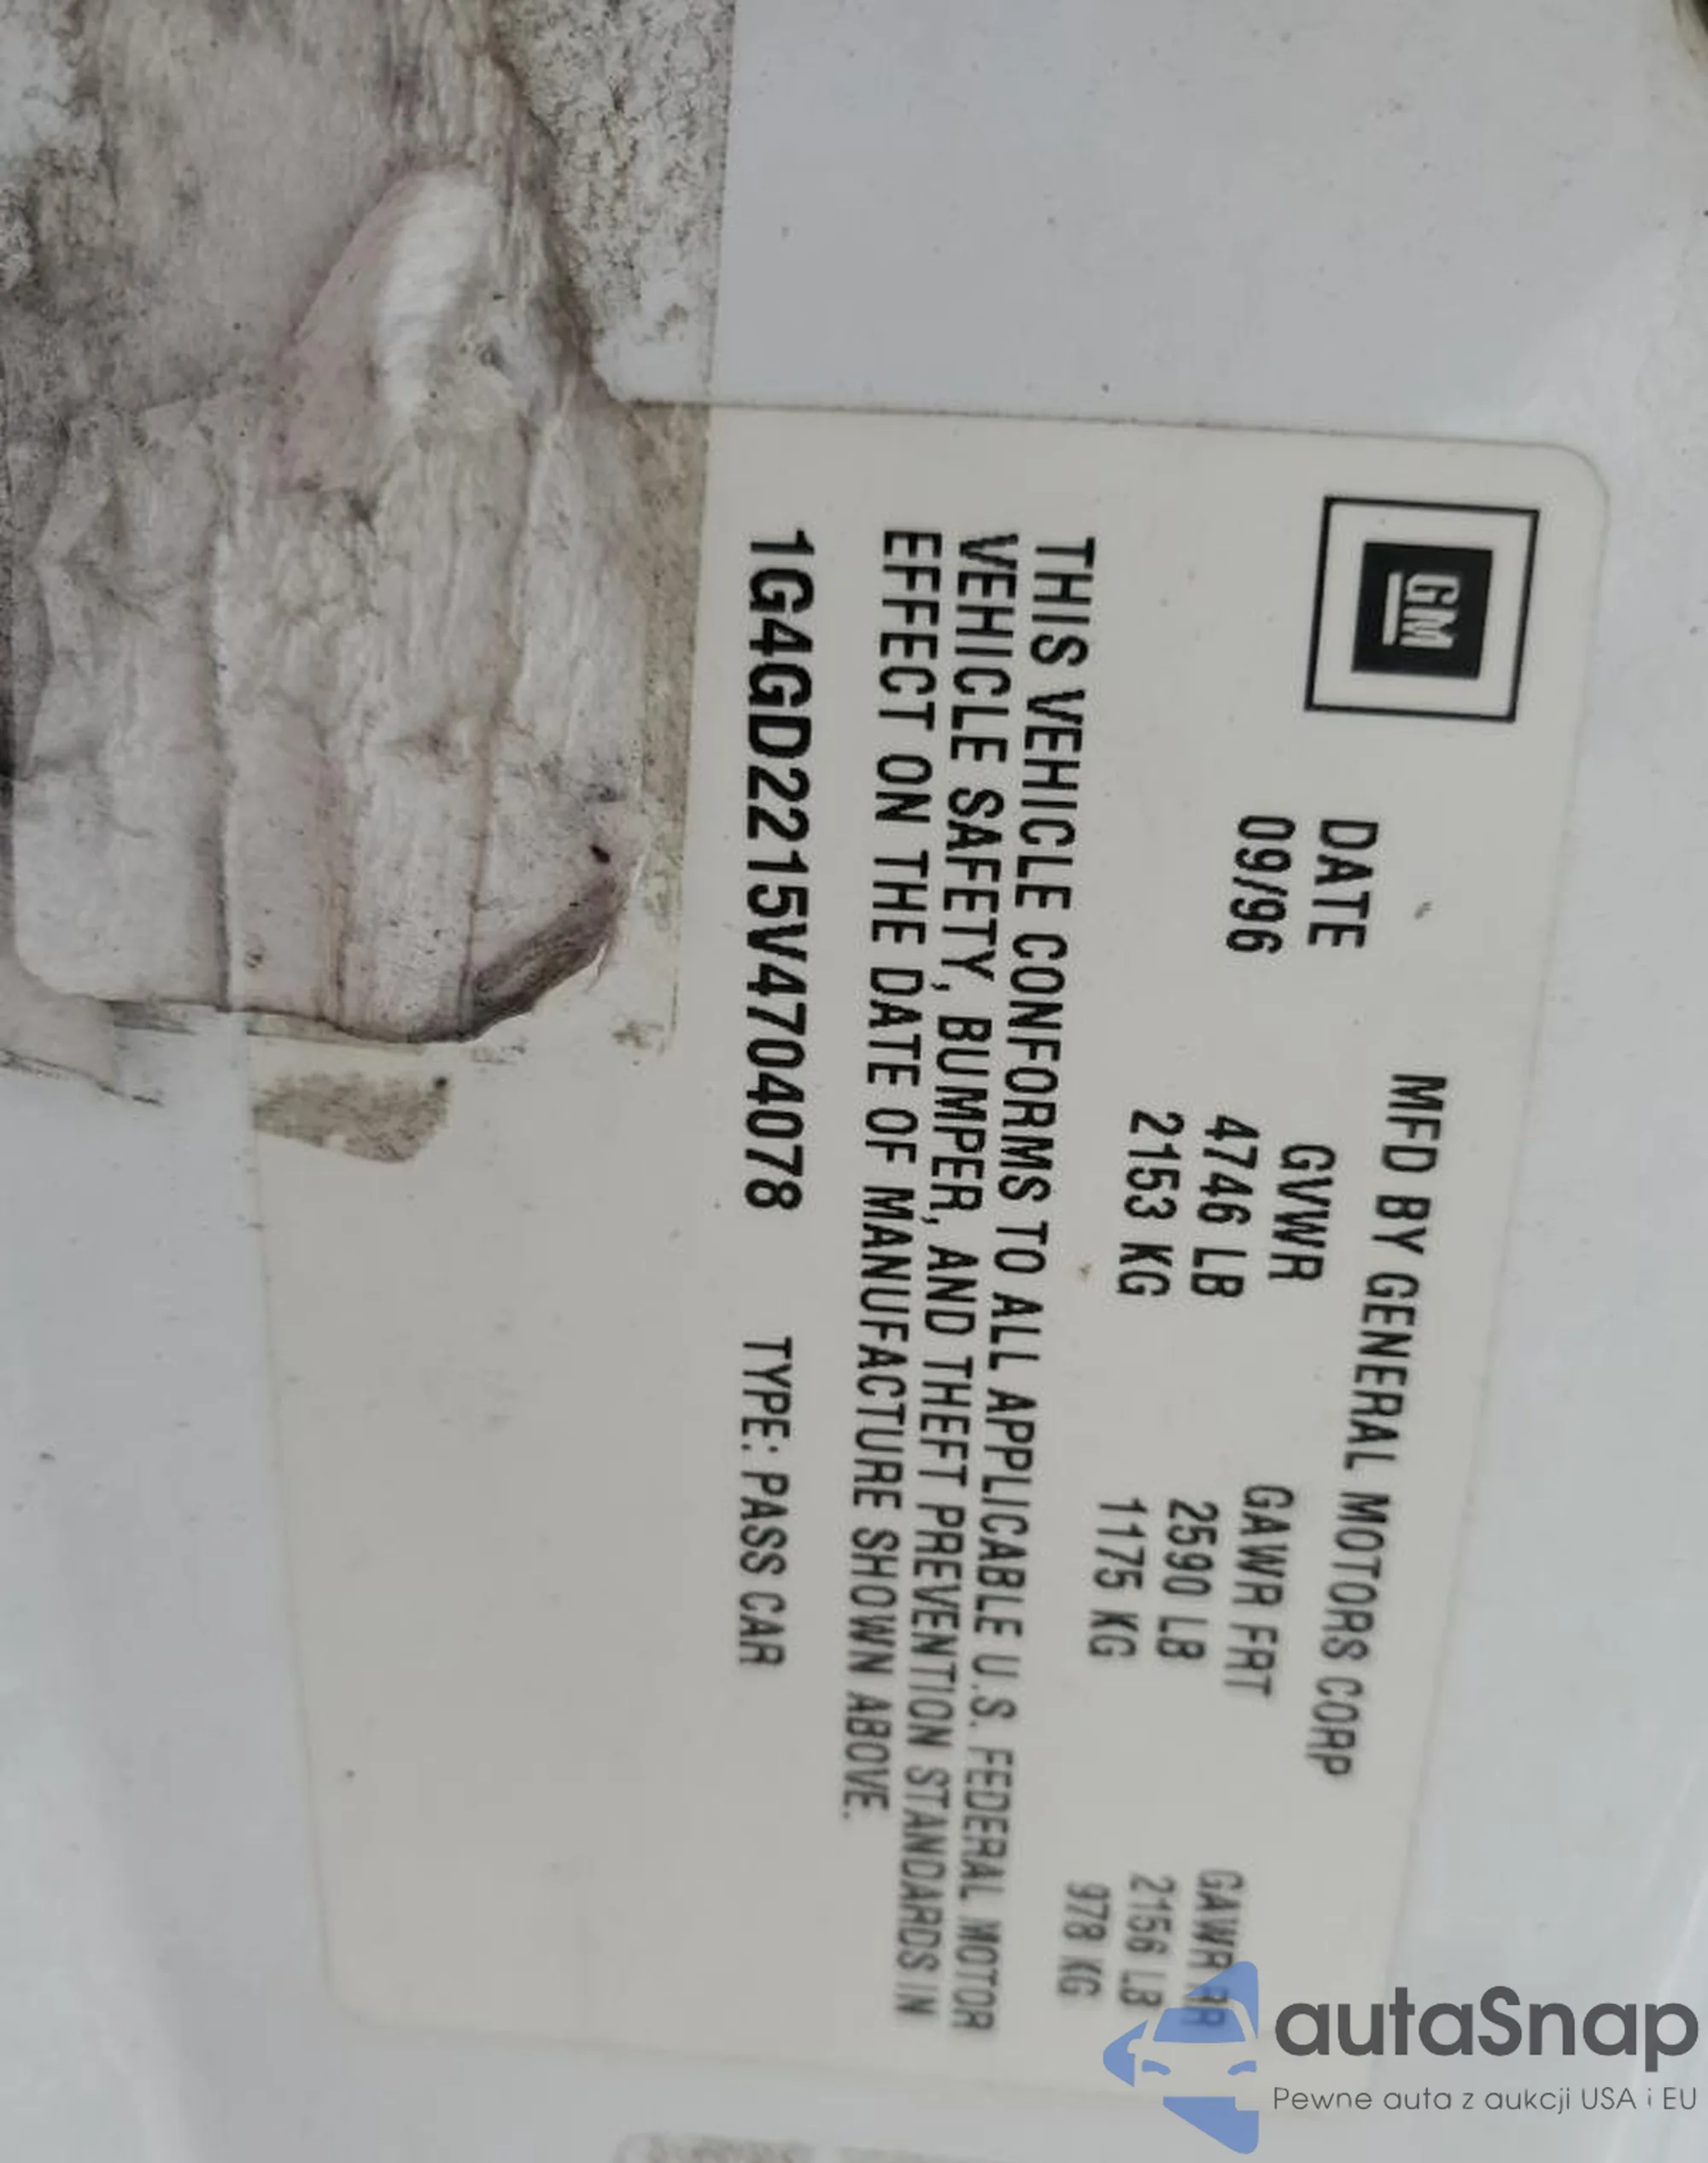 GM
MFD BY GENERAL MOTORS CORP
DATE GVWR GAWR FRT GAWR RR
09/96 4746 LB 2590 LB 2156 LB
2153 KG 1175 KG 978 KG
THIS VEHICLE CONFORMS TO ALL APPLICABLE U.S. FEDERAL MOTOR
VEHICLE SAFETY, BUMPER, AND THEFT PREVENTION STANDARDS IN
EFFECT ON THE DATE OF MANUFACTURE SHOWN ABOVE.
1G4GD2215V4704078 TYPE: PASS CAR
autaSnap
Pewne auta z aukcji USA i EU